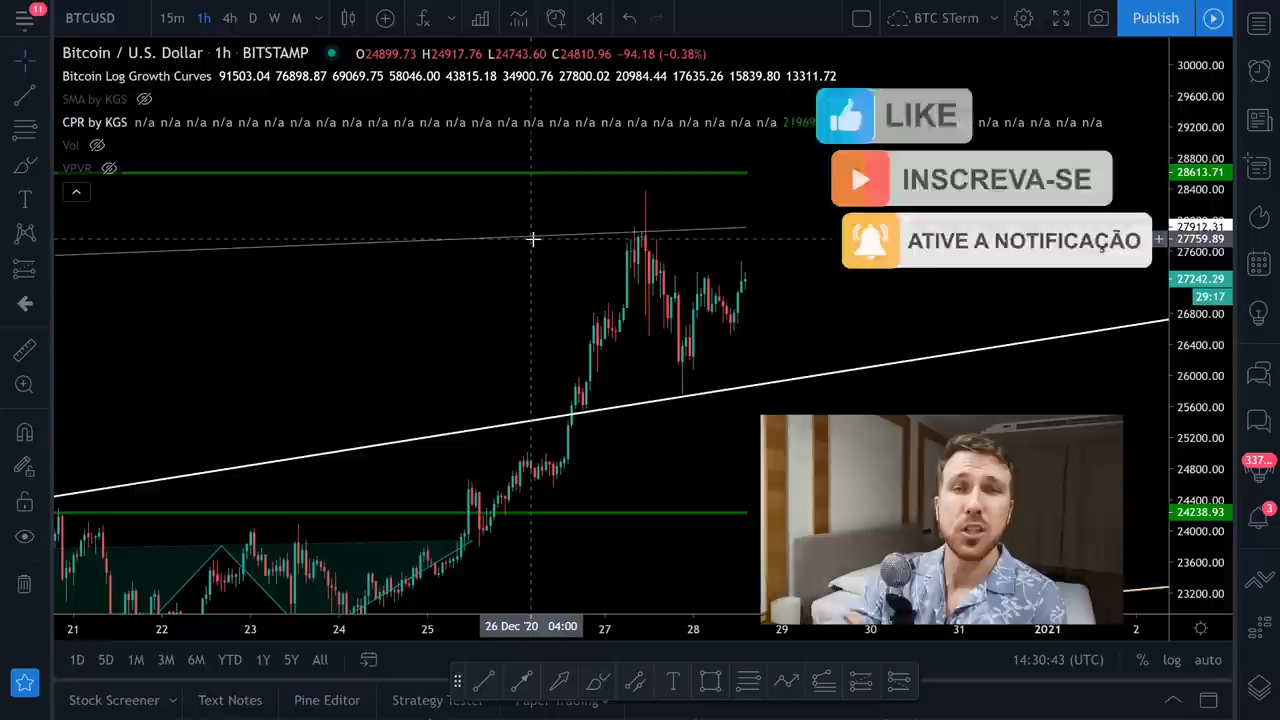 11
BTCUSD 15m 1h 4h D W M BTC STerm Publish
Bitcoin / U.S. Dollar · 1h · BITSTAMP O24899.73 H24917.76 L24743.60 C24810.96 −94.18 (−0.38%)
Bitcoin Log Growth Curves 91503.04 76898.87 69069.75 58046.00 43815.18 34900.76 27800.02 20984.44 17635.26 15839.80 13311.72
SMA by KGS
CPR by KGS n/a n/a n/a n/a n/a n/a n/a n/a n/a n/a n/a n/a n/a n/a n/a n/a n/a n/a n/a n/a n/a n/a n/a n/a 21969 n/a n/a n/a n/a n/a
Vol
VPVR
LIKE
INSCREVA-SE
ATIVE A NOTIFICAÇÃO
30000.00
29600.00
29200.00
28800.00
28613.71
28400.00
27912.31
27759.89
27600.00
27242.29
29:17
26800.00
26400.00
26000.00
25600.00
25200.00
24800.00
24400.00
24238.93
24000.00
23600.00
23200.00
337...
3
21 22 23 24 25 26 Dec '20 04:00 27 28 29 30 31 2021 2
1D 5D 1M 3M 6M YTD 1Y 5Y All 14:30:43 (UTC) % log auto
Stock Screener Text Notes Pine Editor Strategy Tester Paper Trading